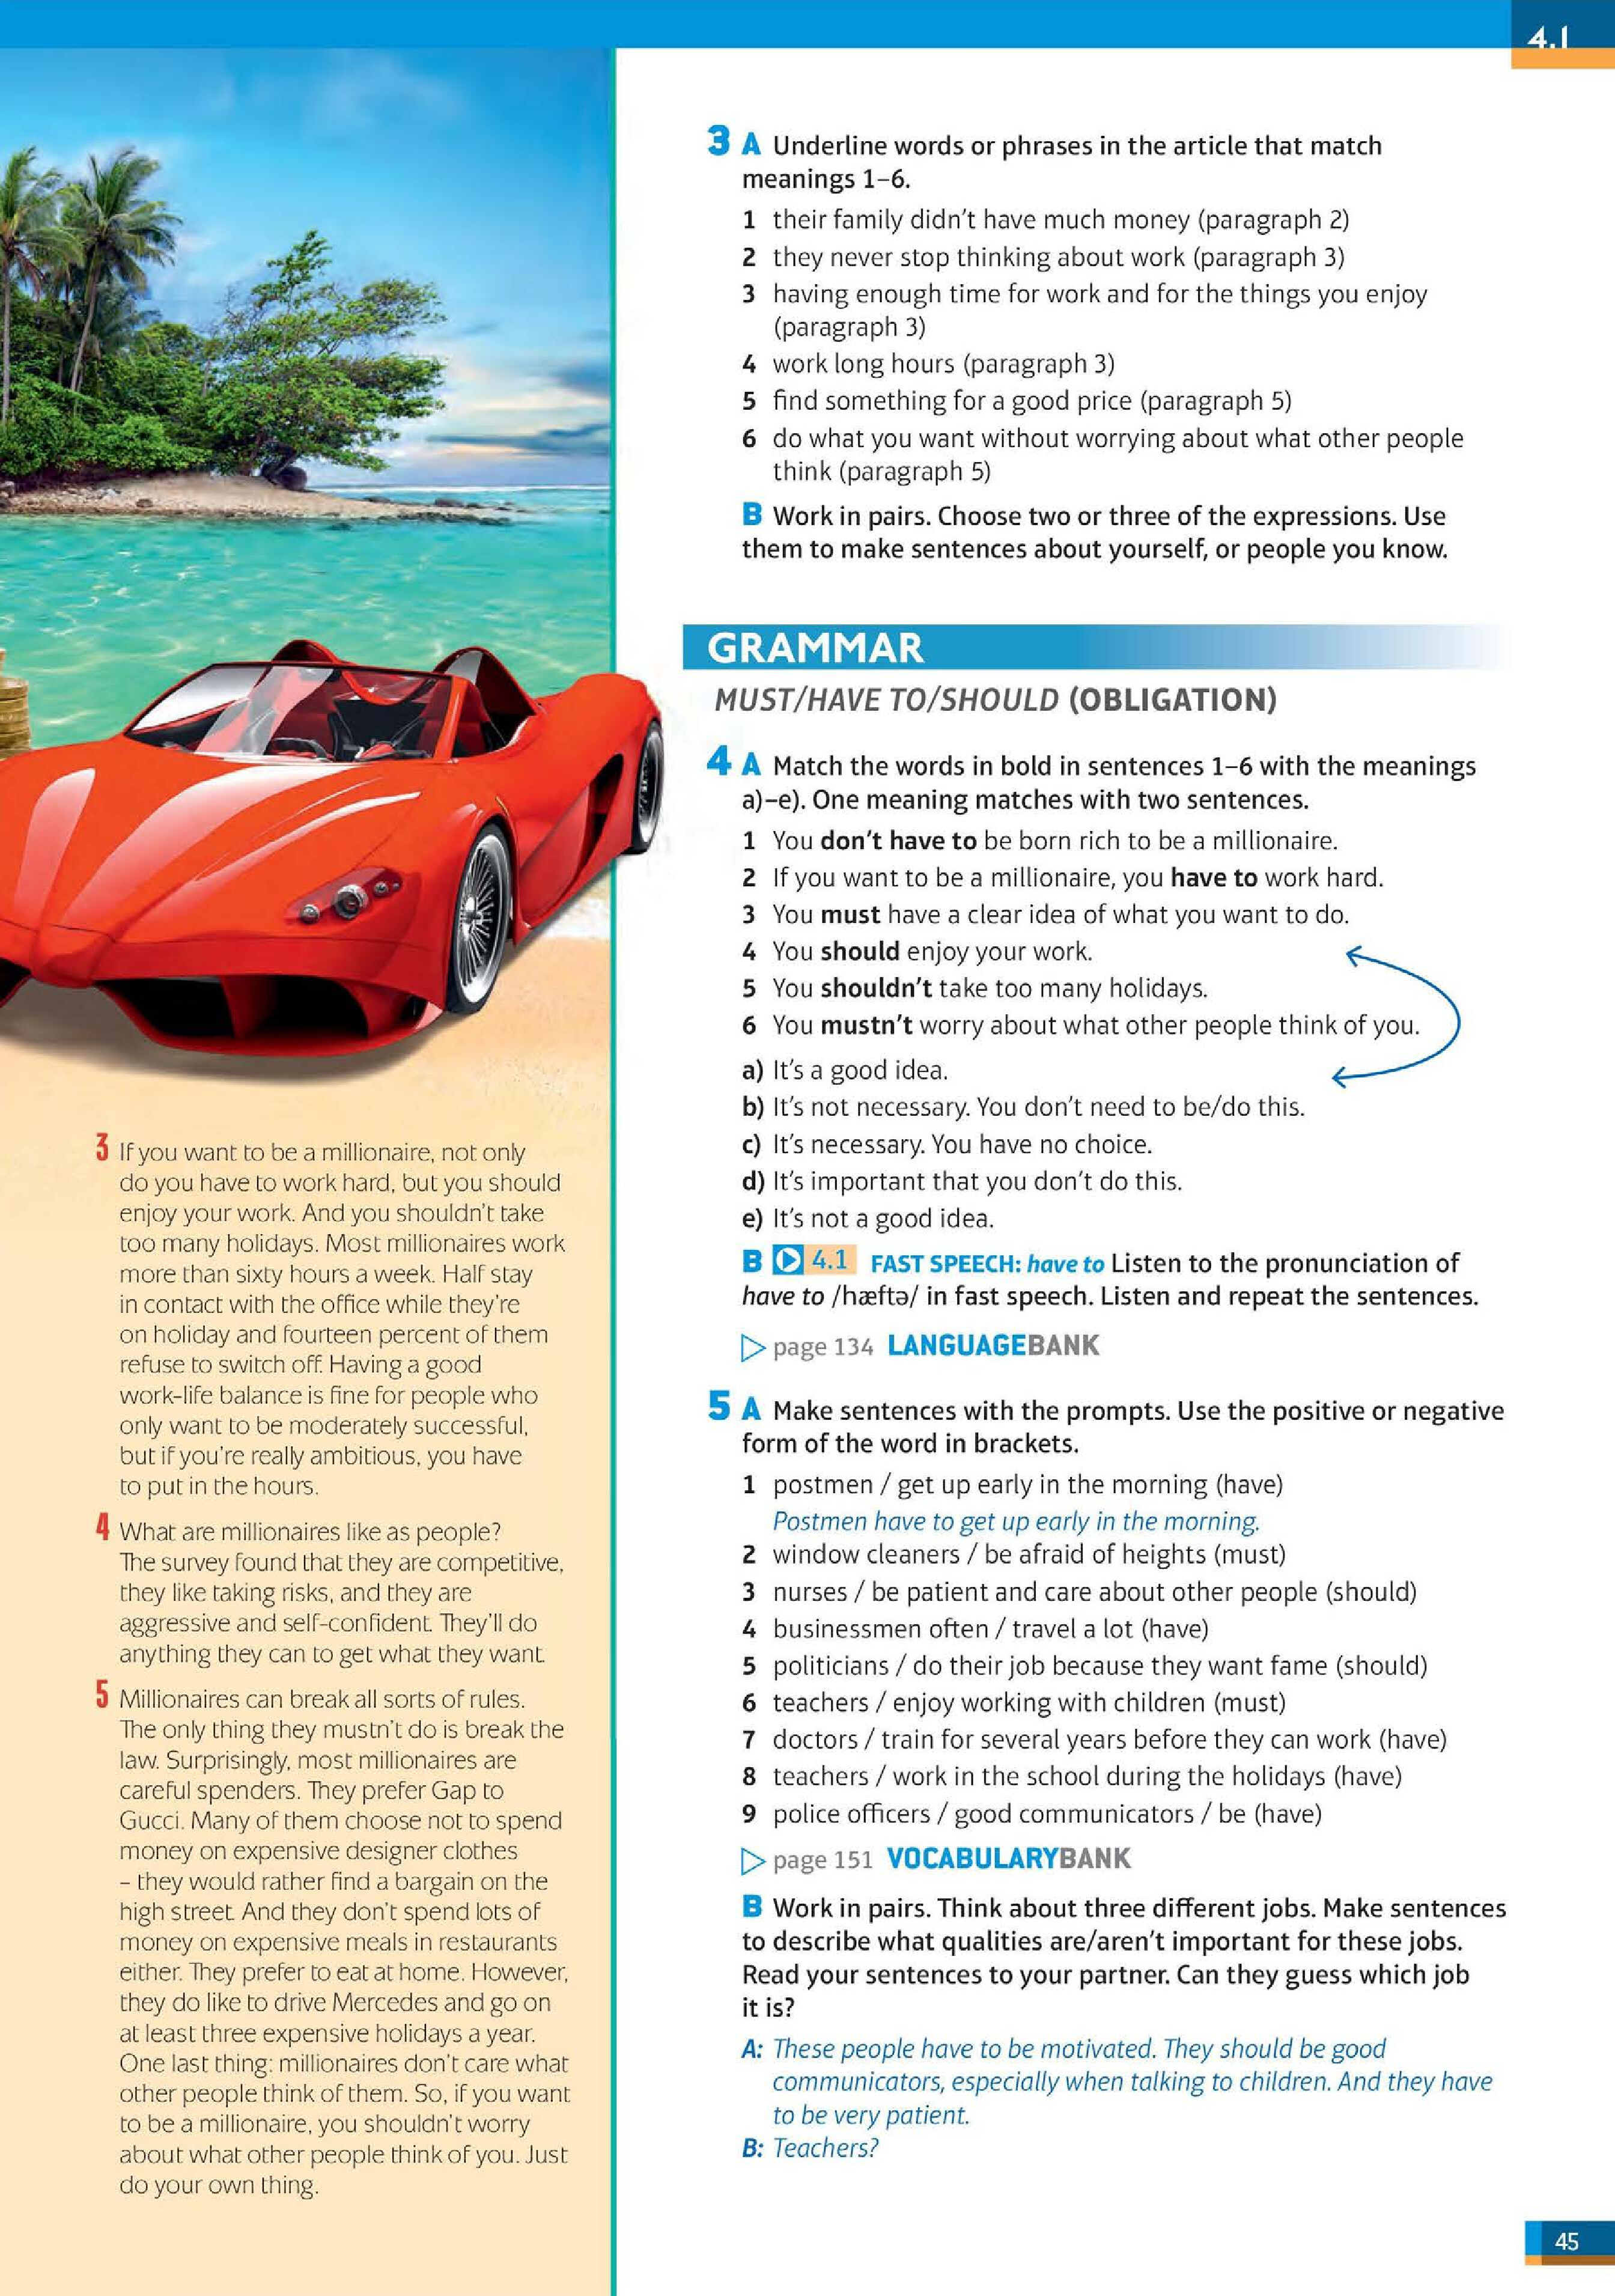 4.1
3 If you want to be a millionaire, not only
do you have to work hard, but you should
enjoy your work. And you shouldn't take
too many holidays. Most millionaires work
more than sixty hours a week. Half stay
in contact with the office while they're
on holiday and fourteen percent of them
refuse to switch off. Having a good
work-life balance is fine for people who
only want to be moderately successful,
but if you're really ambitious, you have
to put in the hours.
4 What are millionaires like as people?
The survey found that they are competitive,
they like taking risks, and they are
aggressive and self-confident. They'll do
anything they can to get what they want.
5 Millionaires can break all sorts of rules.
The only thing they mustn't do is break the
law. Surprisingly, most millionaires are
careful spenders. They prefer Gap to
Gucci. Many of them choose not to spend
money on expensive designer clothes
– they would rather find a bargain on the
high street. And they don't spend lots of
money on expensive meals in restaurants
either. They prefer to eat at home. However,
they do like to drive Mercedes and go on
at least three expensive holidays a year.
One last thing: millionaires don't care what
other people think of them. So, if you want
to be a millionaire, you shouldn't worry
about what other people think of you. Just
do your own thing.
3 A Underline words or phrases in the article that match
meanings 1–6.
1 their family didn't have much money (paragraph 2)
2 they never stop thinking about work (paragraph 3)
3 having enough time for work and for the things you enjoy
(paragraph 3)
4 work long hours (paragraph 3)
5 find something for a good price (paragraph 5)
6 do what you want without worrying about what other people
think (paragraph 5)
B Work in pairs. Choose two or three of the expressions. Use
them to make sentences about yourself, or people you know.
GRAMMAR
MUST/HAVE TO/SHOULD (OBLIGATION)
4 A Match the words in bold in sentences 1–6 with the meanings
a)–e). One meaning matches with two sentences.
1 You don't have to be born rich to be a millionaire.
2 If you want to be a millionaire, you have to work hard.
3 You must have a clear idea of what you want to do.
4 You should enjoy your work.
5 You shouldn't take too many holidays.
6 You mustn't worry about what other people think of you.
a) It's a good idea.
b) It's not necessary. You don't need to be/do this.
c) It's necessary. You have no choice.
d) It's important that you don't do this.
e) It's not a good idea.
B 4.1 FAST SPEECH: have to Listen to the pronunciation of
have to /hæftə/ in fast speech. Listen and repeat the sentences.
page 134 LANGUAGEBANK
5 A Make sentences with the prompts. Use the positive or negative
form of the word in brackets.
1 postmen / get up early in the morning (have)
Postmen have to get up early in the morning.
2 window cleaners / be afraid of heights (must)
3 nurses / be patient and care about other people (should)
4 businessmen often / travel a lot (have)
5 politicians / do their job because they want fame (should)
6 teachers / enjoy working with children (must)
7 doctors / train for several years before they can work (have)
8 teachers / work in the school during the holidays (have)
9 police officers / good communicators / be (have)
page 151 VOCABULARYBANK
B Work in pairs. Think about three different jobs. Make sentences
to describe what qualities are/aren't important for these jobs.
Read your sentences to your partner. Can they guess which job
it is?
A: These people have to be motivated. They should be good
communicators, especially when talking to children. And they have
to be very patient.
B: Teachers?
45